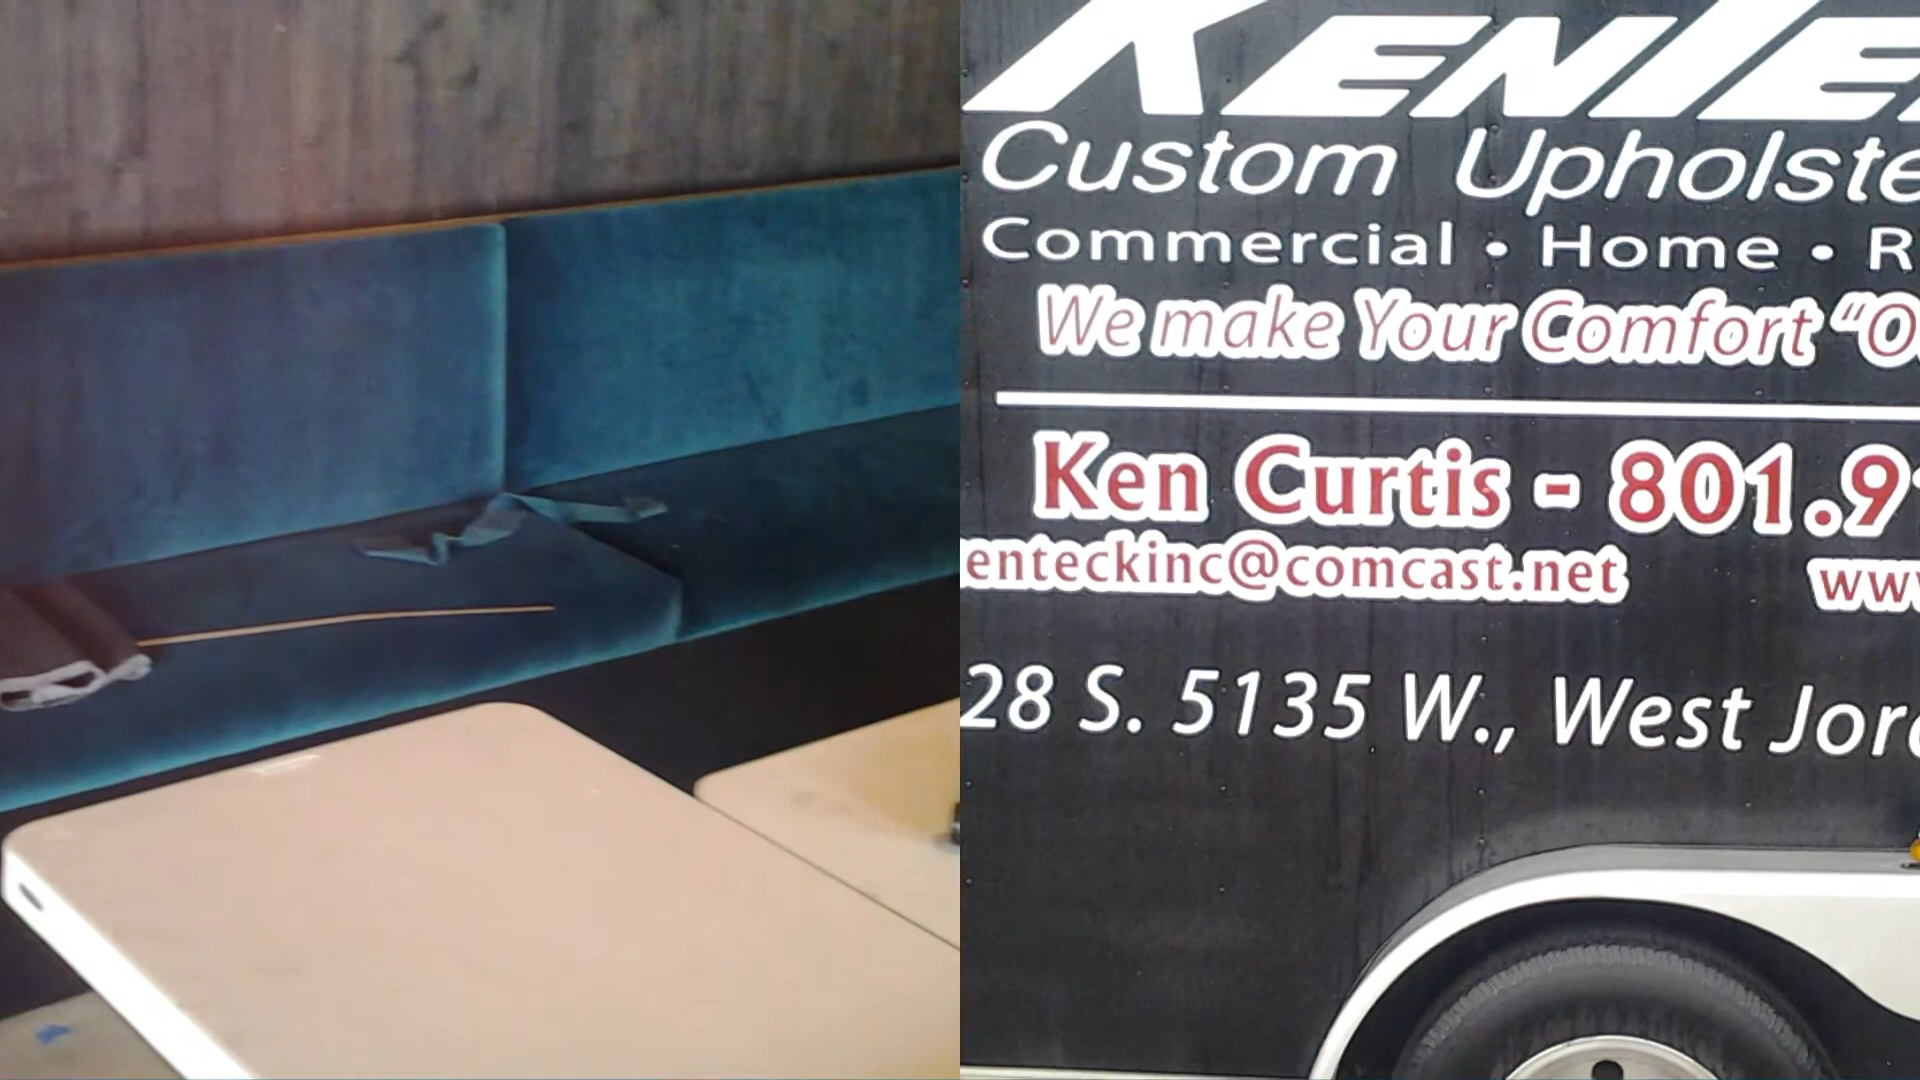 KENTE
Custom Upholste
Commercial • Home • R
We make Your Comfort “O
Ken Curtis - 801.9
enteckinc@comcast.net www
28 S. 5135 W., West Jor